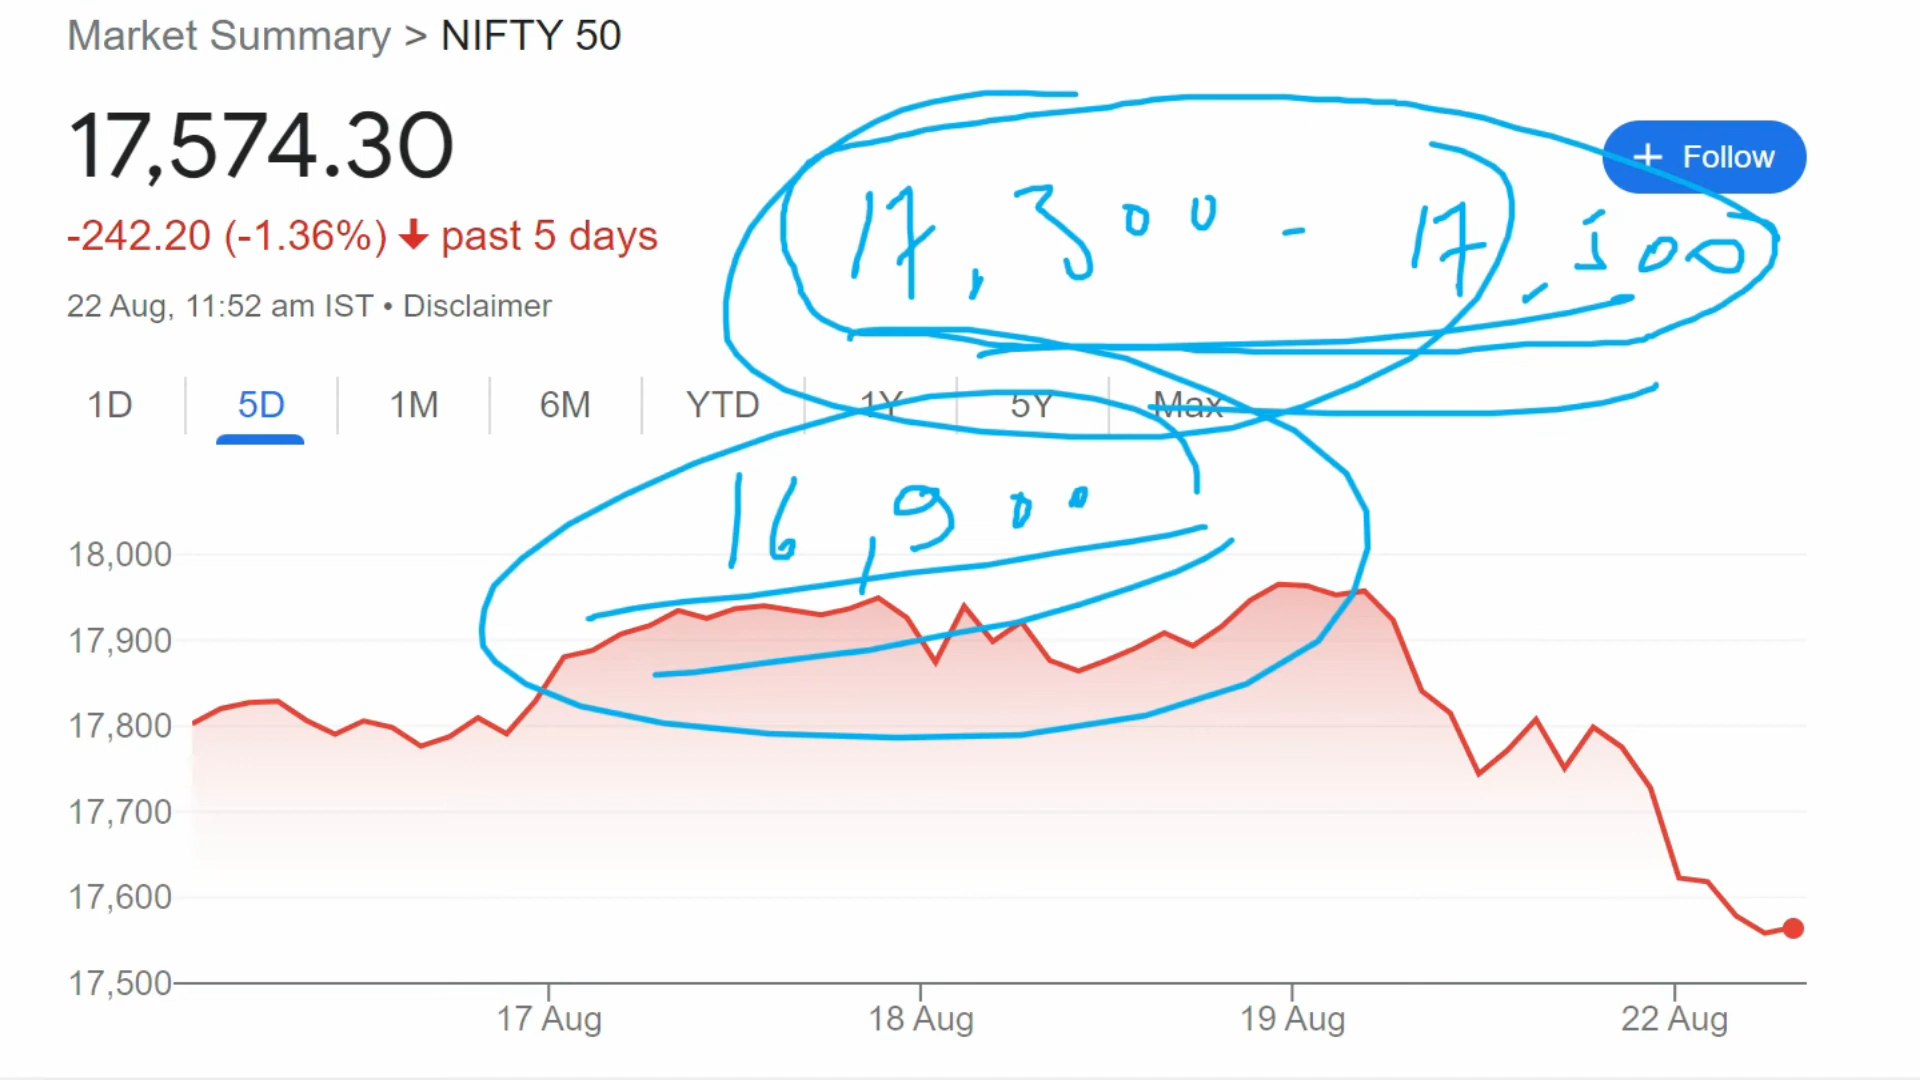 Market Summary > NIFTY 50
17,574.30
-242.20 (-1.36%) ↓ past 5 days
22 Aug, 11:52 am IST • Disclaimer
+ Follow
17,300 - 17,500
1D 5D 1M 6M YTD 1Y 5Y Max
16,900
18,000
17,900
17,800
17,700
17,600
17,500
17 Aug 18 Aug 19 Aug 22 Aug